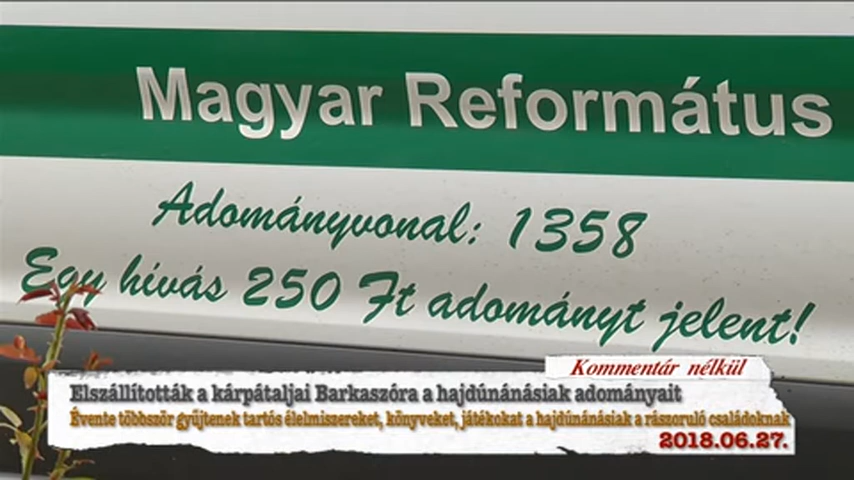 Magyar Református
Adományvonal: 1358
Egy hívás 250 Ft adományt jelent!
Kommentár nélkül
Elszállították a kárpátaljai Barkaszóra a hajdúnánásiak adományait
Évente többször gyűjtenek tartós élelmiszereket, könyveket, játékokat a hajdúnánásiak a rászoruló családoknak
2018.06.27.